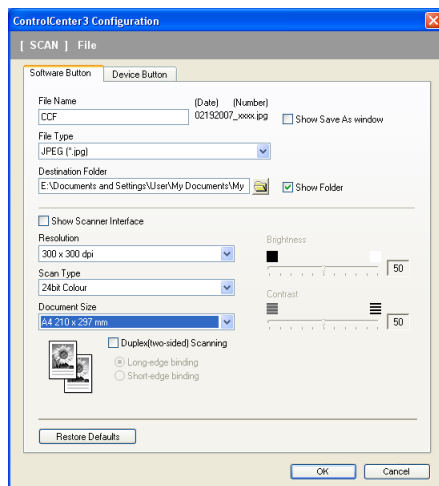 ControlCenter3 Configuration
[ SCAN ] File
Software Button Device Button
File Name (Date) (Number)
CCF 02192007_xxxx.jpg Show Save As window
File Type
JPEG (*.jpg)
Destination Folder
E:\Documents and Settings\User\My Documents\My Show Folder
Show Scanner Interface
Resolution Brightness
300 x 300 dpi 50
Scan Type
24bit Colour Contrast
Document Size
A4 210 x 297 mm 50
Duplex(two-sided) Scanning
Long-edge binding
Short-edge binding
Restore Defaults
OK Cancel